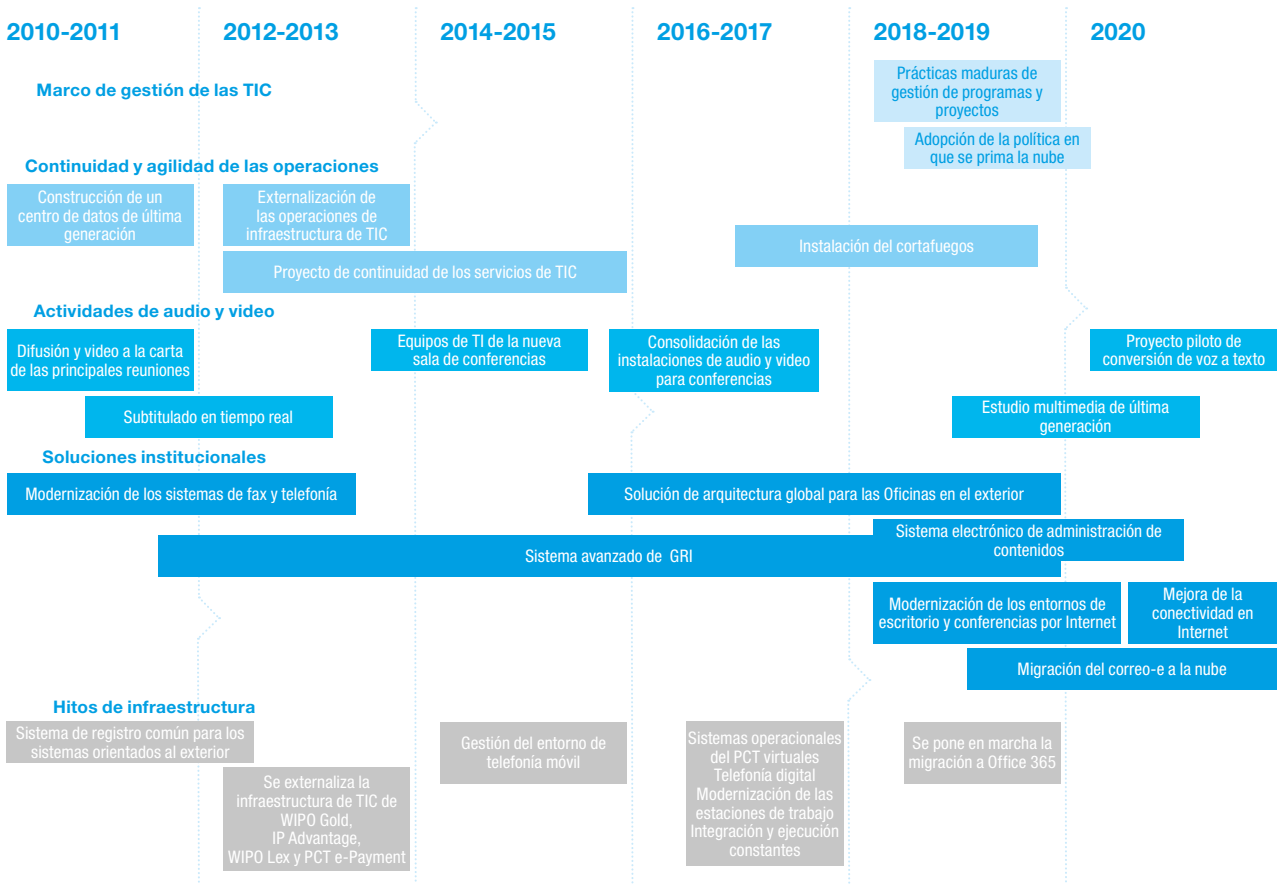 2010-2011
2012-2013
2014-2015
2016-2017
2018-2019
2020
Marco de gestión de las TIC
Prácticas maduras de
gestión de programas y
proyectos
Adopción de la política en
que se prima la nube
Continuidad y agilidad de las operaciones
Construcción de un
centro de datos de última
generación
Externalización de
las operaciones de
infraestructura de TIC
Instalación del cortafuegos
Proyecto de continuidad de los servicios de TIC
Actividades de audio y video
Difusión y video a la carta
de las principales reuniones
Equipos de TI de la nueva
sala de conferencias
Consolidación de las
instalaciones de audio y video
para conferencias
Proyecto piloto de
conversión de voz a texto
Subtitulado en tiempo real
Estudio multimedia de última
generación
Soluciones institucionales
Modernización de los sistemas de fax y telefonía
Solución de arquitectura global para las Oficinas en el exterior
Sistema electrónico de administración de
contenidos
Sistema avanzado de GRI
Modernización de los entornos de
escritorio y conferencias por Internet
Mejora de la
conectividad en
Internet
Migración del correo-e a la nube
Hitos de infraestructura
Sistema de registro común para los
sistemas orientados al exterior
Se externaliza la
infraestructura de TIC de
WIPO Gold,
IP Advantage,
WIPO Lex y PCT e-Payment
Gestión del entorno de
telefonía móvil
Sistemas operacionales
del PCT virtuales
Telefonía digital
Modernización de las
estaciones de trabajo
Integración y ejecución
constantes
Se pone en marcha la
migración a Office 365